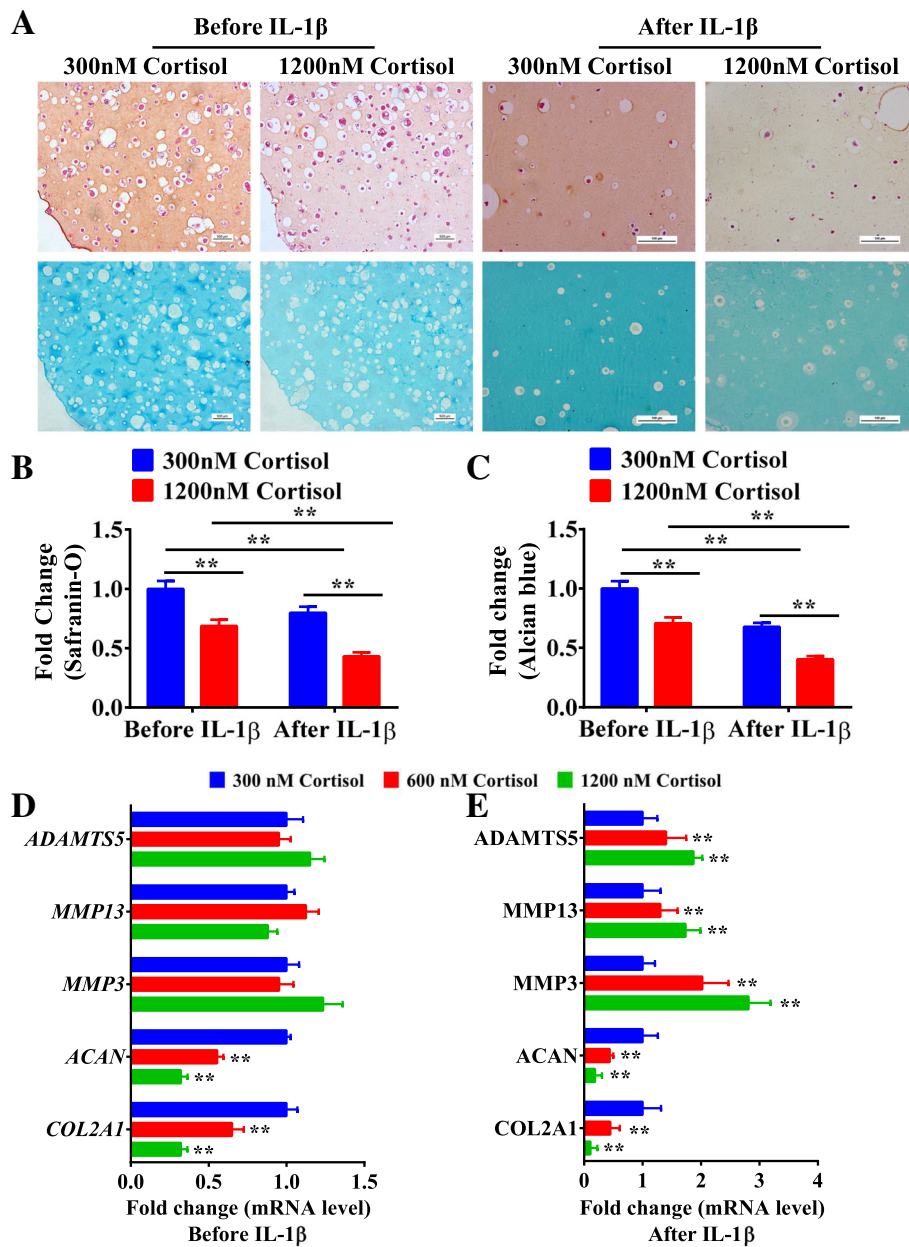 A
Before IL-1β
After IL-1β
300nM Cortisol
1200nM Cortisol
300nM Cortisol
1200nM Cortisol
B
300nM Cortisol
1200nM Cortisol
Fold Change
(Safranin-O)
1.5
1.0
0.5
0.0
**
**
**
**
Before IL-1β
After IL-1β
C
300nM Cortisol
1200nM Cortisol
Fold change
(Alcian blue)
1.5
1.0
0.5
0.0
**
**
**
**
Before IL-1β
After IL-1β
300 nM Cortisol
600 nM Cortisol
1200 nM Cortisol
D
ADAMTS5
MMP13
MMP3
ACAN
**
**
COL2A1
**
**
0.0
0.5
1.0
1.5
Fold change (mRNA level)
Before IL-1β
E
ADAMTS5
**
**
MMP13
**
**
MMP3
**
**
ACAN
**
**
COL2A1
**
**
0
1
2
3
4
Fold change (mRNA level)
After IL-1β